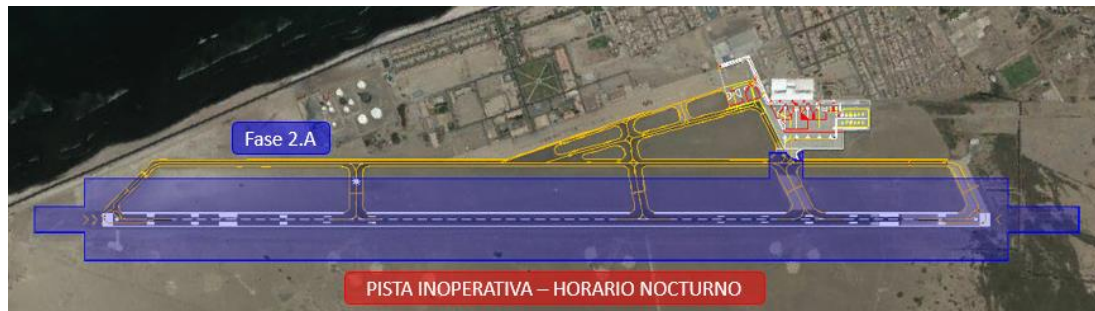 Fase 2.A
PISTA INOPERATIVA – HORARIO NOCTURNO